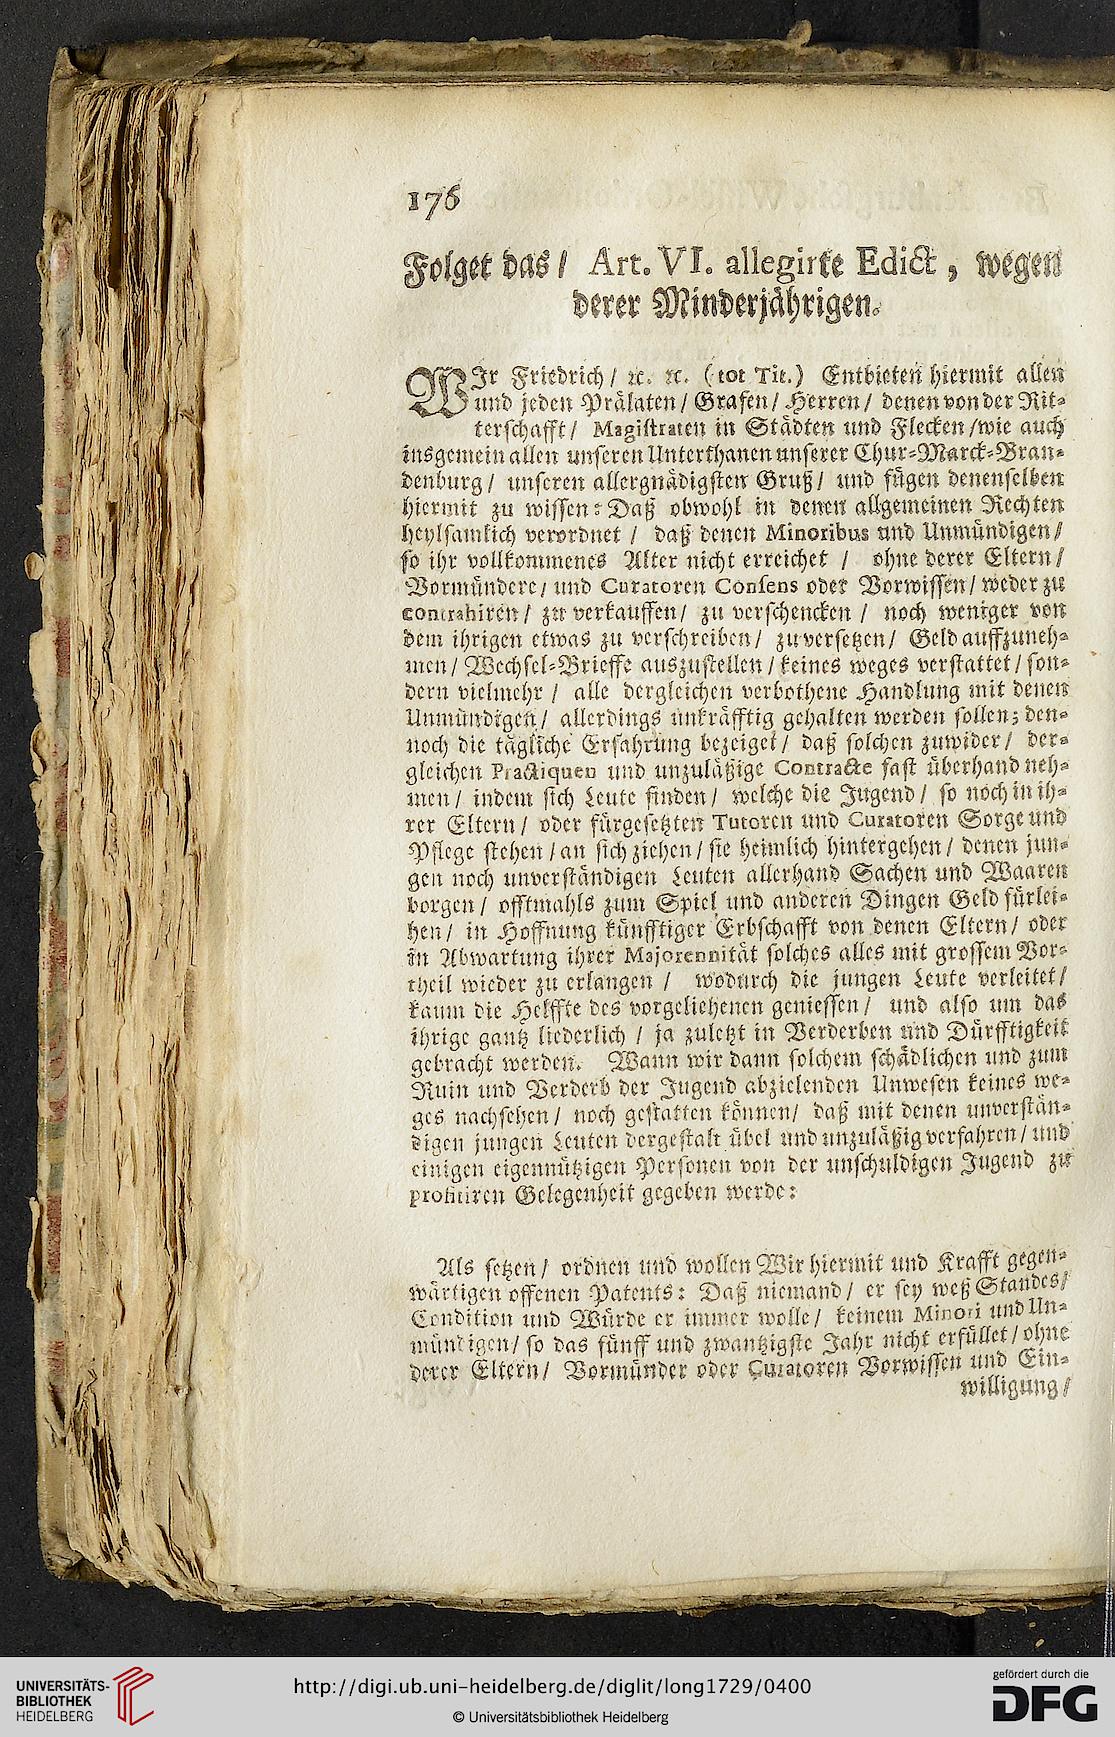 176
Folget das / Art. VI. allegirte Edict, wegen
derer Minderjährigen.
WIr Friedrich / ꝛc. ꝛc. (tot Tit.) Entbieten hiermit allen
und jeden Prälaten / Grafen / Herren / denen von der Rit-
terschafft / Magistraten in Städten und Flecken / wie auch
insgemein allen unseren Unterthanen unserer Chur-Marck-Bran-
denburg / unseren allergnädigsten Gruß / und fügen denenselben
hiermit zu wissen: Daß obwohl in denen allgemeinen Rechten
heylsamlich verordnet / daß denen Minoribus und Unmündigen /
so ihr vollkommenes Alter nicht erreichet / ohne derer Eltern /
Vormündere / und Curatoren Consens oder Vorwissen / weder zu
contrahiren / zu verkauffen / zu verschencken / noch weniger von
dem ihrigen etwas zu verschreiben / zu versetzen / Geld auffzuneh-
men / Wechsel-Brieffe auszustellen / keines weges verstattet / son-
dern vielmehr / alle dergleichen verbothene Handlung mit denen
Unmündigen / allerdings unkräfftig gehalten werden sollen; den-
noch die tägliche Erfahrung bezeiget / daß solchen zuwider / der-
gleichen Practiquen und unzuläßige Contracte fast überhand neh-
men / indem sich Leute finden / welche die Jugend / so noch in ih-
rer Eltern / oder fürgesetzten Tutoren und Curatoren Sorge und
Pflege stehen / an sich ziehen / sie heimlich hintergehen / denen jun-
gen noch unverständigen Leuten allerhand Sachen und Waaren
borgen / offtmahls zum Spiel und anderen Dingen Geld fürlei-
hen / in Hoffnung künfftiger Erbschafft von denen Eltern / oder
in Abwartung ihrer Majorennität solches alles mit grossem Vor-
theil wieder zu erlangen / wodurch die jungen Leute verleitet /
kaum die Helffte des vorgeliehenen geniessen / und also um das
ihrige gantz liederlich / ja zuletzt in Verderben und Dürfftigkeit
gebracht werden. Wann wir dann solchem schädlichen und zum
Ruin und Verderb der Jugend abzielenden Unwesen keines we-
ges nachsehen / noch gestatten können / daß mit denen unverstän-
digen jungen Leuten dergestalt übel und unzuläßig verfahren / und
einigen eigennützigen Personen von der unschuldigen Jugend zu
profitiren Gelegenheit gegeben werde:
Als setzen / ordnen und wollen Wir hiermit und Krafft gegen-
wärtigen offenen Patents: Daß niemand / er sey weß Standes /
Condition und Würde er immer wolle / keinem Minori und Un-
mündigen / so das fünff und zwantzigste Jahr nicht erfüllet / ohne
derer Eltern / Vormünder oder Curatoren Vorwissen und Ein-
willigung /
UNIVERSITÄTS-
BIBLIOTHEK
HEIDELBERG
http://digi.ub.uni-heidelberg.de/diglit/long1729/0400
© Universitätsbibliothek Heidelberg
gefördert durch die
DFG